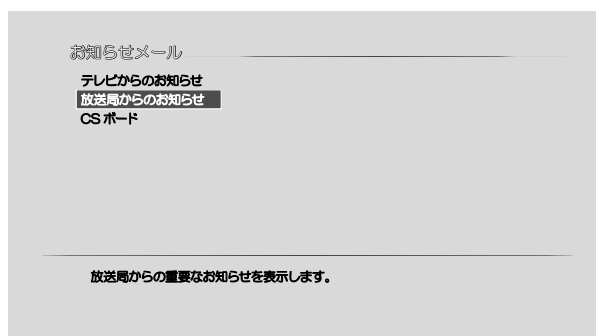 お知らせメール
テレビからのお知らせ
放送局からのお知らせ
CSボード
放送局からの重要なお知らせを表示します。